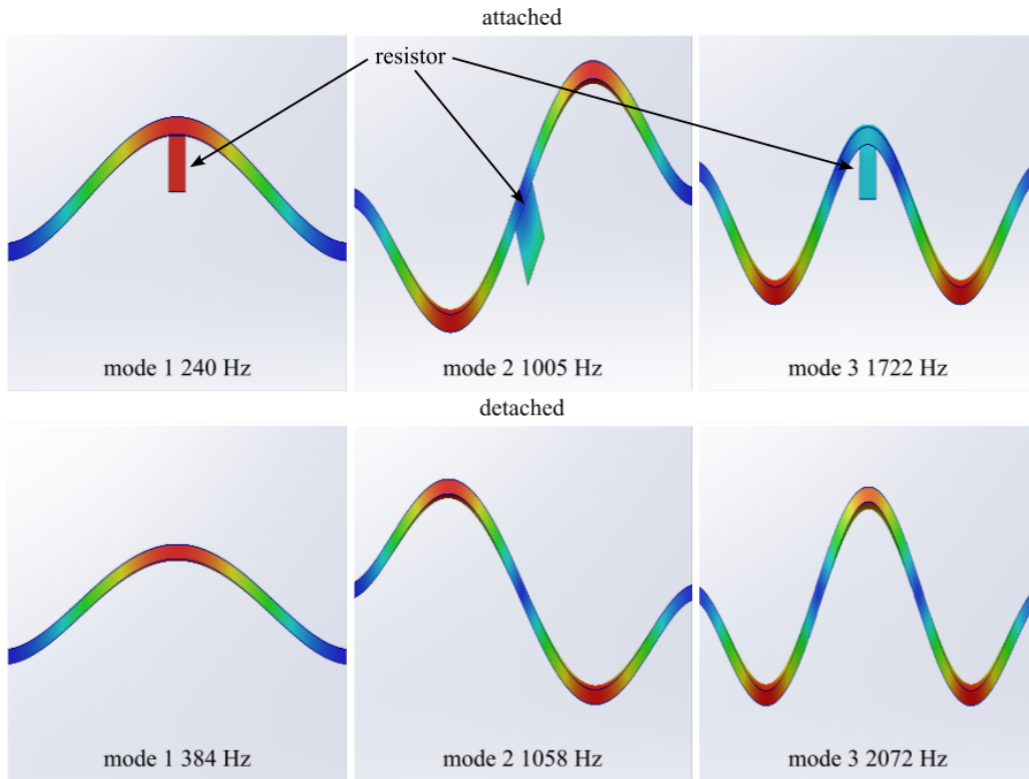 attached
resistor
mode 1 240 Hz
mode 2 1005 Hz
mode 3 1722 Hz
detached
mode 1 384 Hz
mode 2 1058 Hz
mode 3 2072 Hz